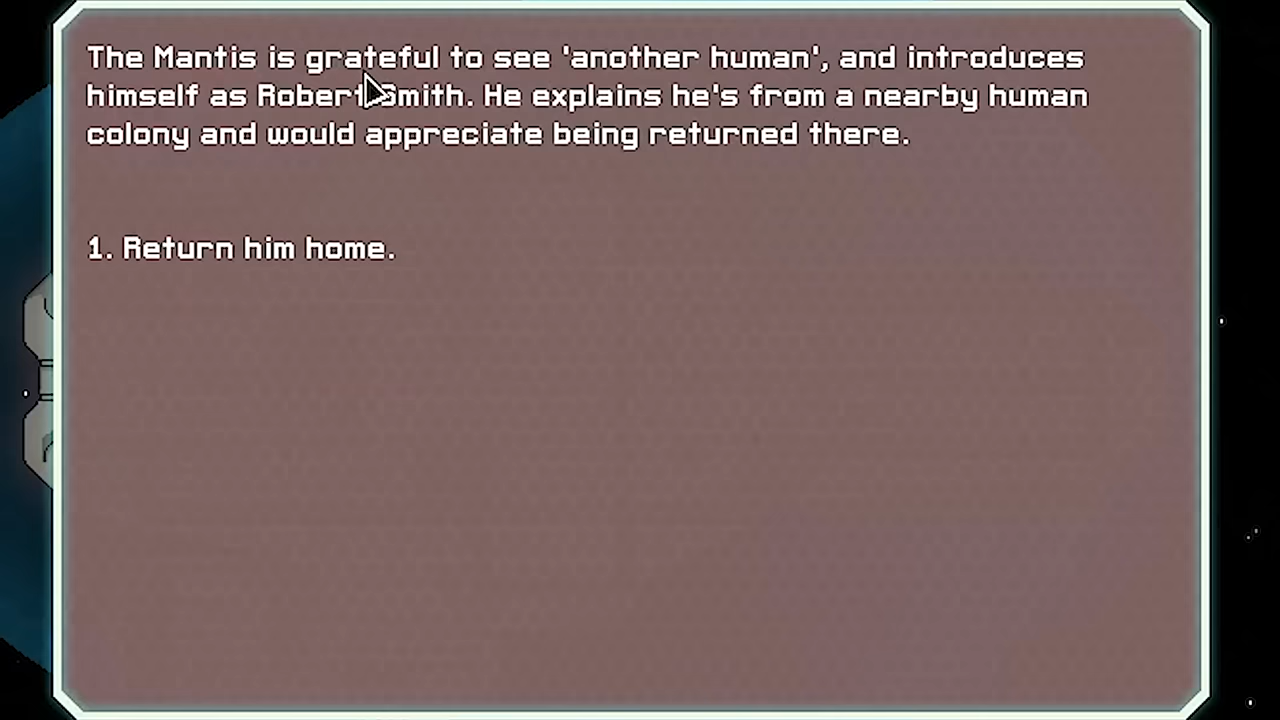 The Mantis is grateful to see 'another human', and introduces
himself as Robert Smith. He explains he's from a nearby human
colony and would appreciate being returned there.
1. Return him home.